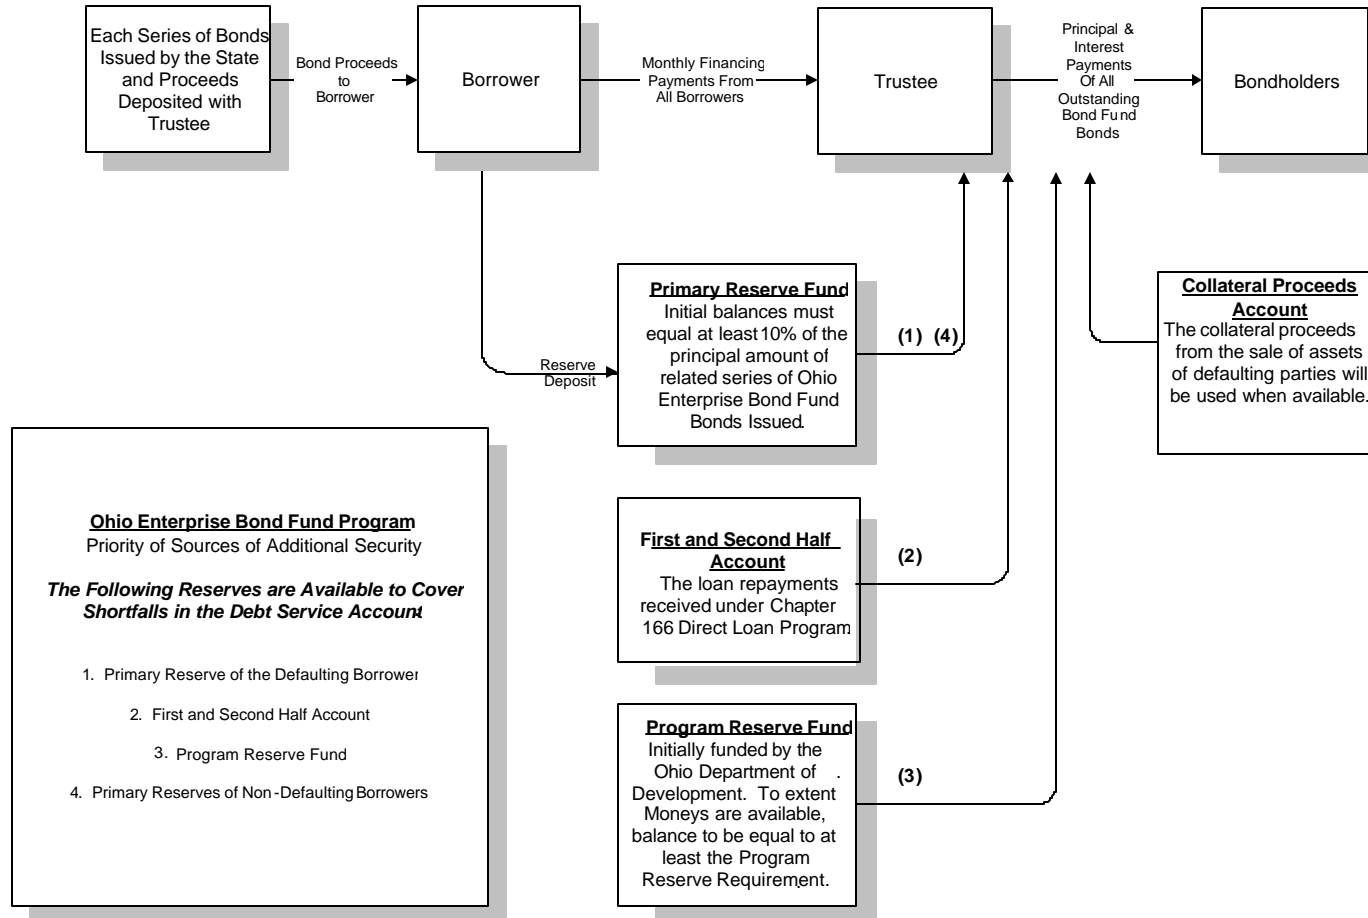 Each Series of Bonds
Issued by the State
and Proceeds
Deposited with
Trustee
Bond Proceeds
to
Borrower
Borrower
Monthly Financing
Payments From
All Borrowers
Trustee
Principal &
Interest
Payments
Of All
Outstanding
Bond Fund
Bonds
Bondholders
Reserve
Deposit
Primary Reserve Fund
Initial balances must
equal at least 10% of the
principal amount of
related series of Ohio
Enterprise Bond Fund
Bonds Issued.
(1) (4)
Collateral Proceeds
Account
The collateral proceeds
from the sale of assets
of defaulting parties will
be used when available.
Ohio Enterprise Bond Fund Program
Priority of Sources of Additional Security
The Following Reserves are Available to Cover
Shortfalls in the Debt Service Account
1. Primary Reserve of the Defaulting Borrower
2. First and Second Half Account
3. Program Reserve Fund
4. Primary Reserves of Non-Defaulting Borrowers
First and Second Half
Account
The loan repayments
received under Chapter
166 Direct Loan Program
(2)
Program Reserve Fund
Initially funded by the
Ohio Department of .
Development. To extent
Moneys are available,
balance to be equal to at
least the Program
Reserve Requirement.
(3)